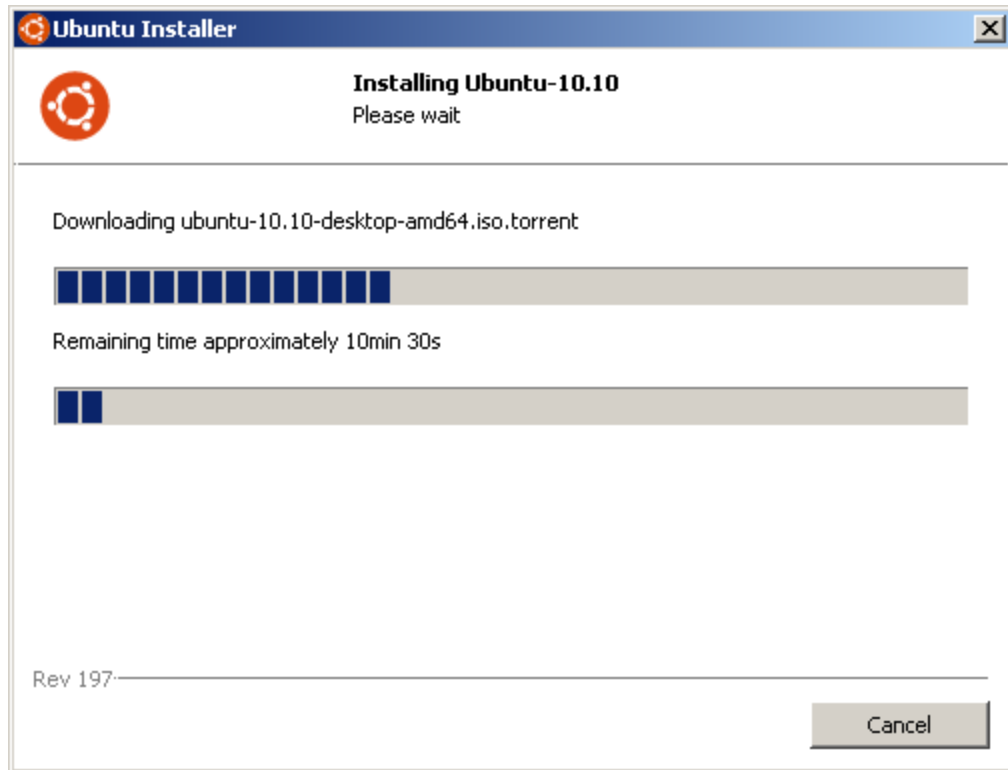 Ubuntu Installer
Installing Ubuntu-10.10
Please wait
Downloading ubuntu-10.10-desktop-amd64.iso.torrent
Remaining time approximately 10min 30s
Rev 197
Cancel